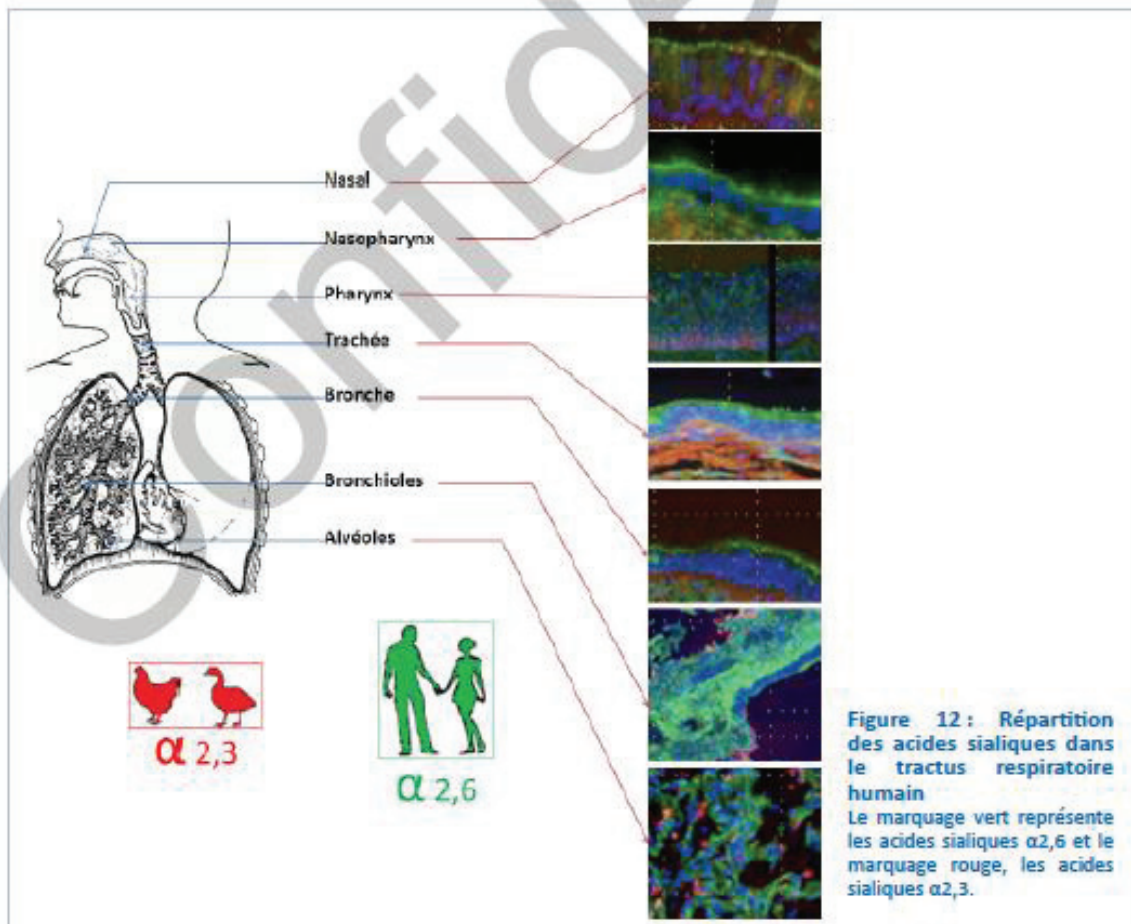 Confide
Nasal
Nasopharynx
Pharynx
Trachée
Bronche
Bronchioles
Alvéoles
α 2,3
α 2,6
Figure 12 : Répartition
des acides sialiques dans
le tractus respiratoire
humain
Le marquage vert représente
les acides sialiques α2,6 et le
marquage rouge, les acides
sialiques α2,3.